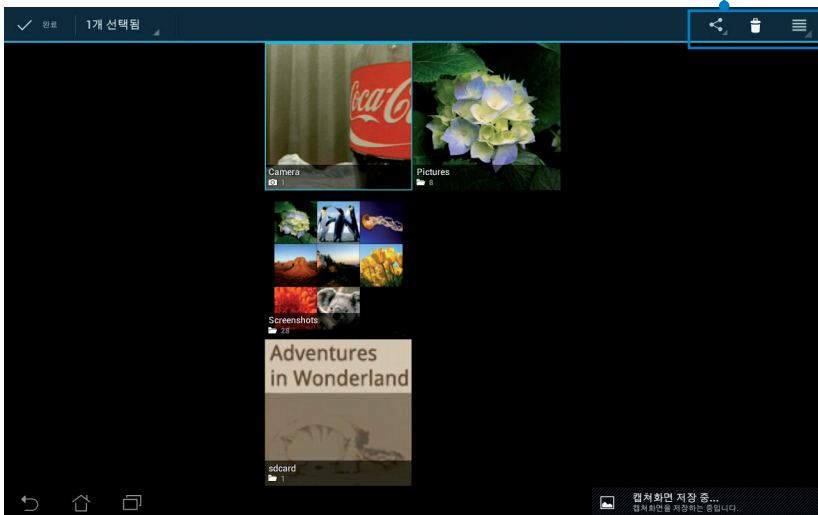 완료
1개 선택됨
Coca-C
Camera
1
Pictures
8
Screenshots
28
Adventures
in Wonderland
sdcard
1
캡쳐화면 저장 중...
캡쳐화면을 저장하는 중입니다.